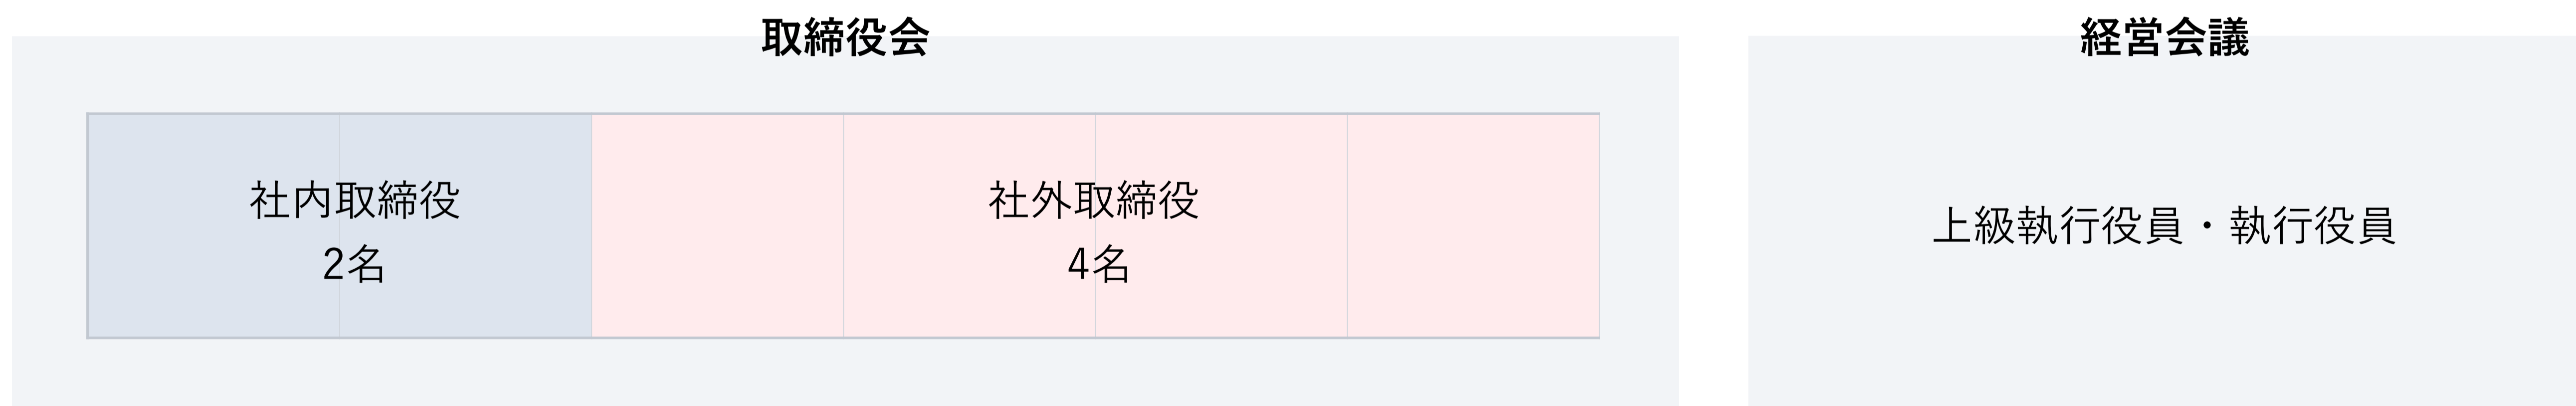 取締役会
社内取締役
2名
社外取締役
4名
経営会議
上級執行役員・執行役員